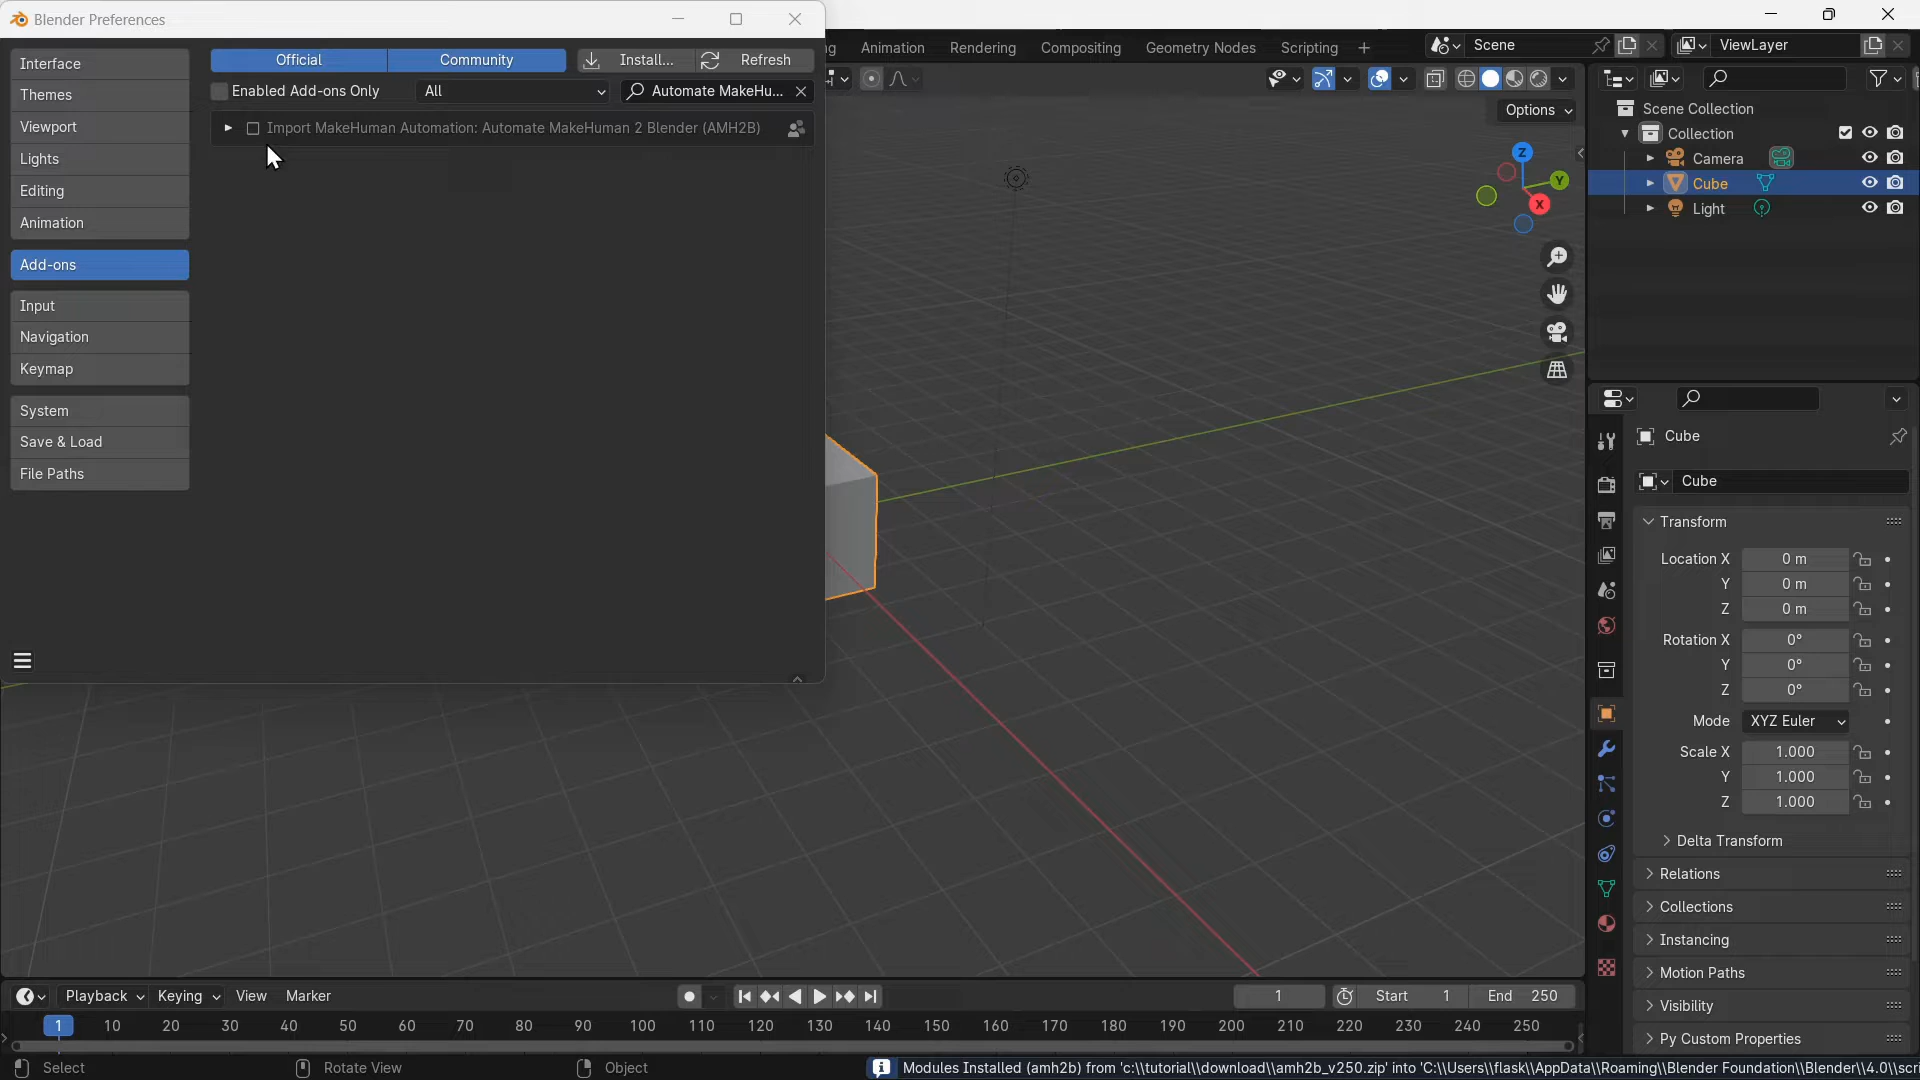 Blender Preferences
Interface
Themes
Viewport
Lights
Editing
Animation
Add-ons
Input
Navigation
Keymap
System
Save & Load
File Paths
Official
Community
Install...
Refresh
Enabled Add-ons Only
All
Automate MakeHu...
Import MakeHuman Automation: Automate MakeHuman 2 Blender (AMH2B)
Animation
Rendering
Compositing
Geometry Nodes
Scripting
Scene
ViewLayer
Options
Z
Y
X
Scene Collection
Collection
Camera
Cube
Light
Cube
Cube
Transform
Location X 0 m
Y 0 m
Z 0 m
Rotation X 0°
Y 0°
Z 0°
Mode XYZ Euler
Scale X 1.000
Y 1.000
Z 1.000
Delta Transform
Relations
Collections
Instancing
Motion Paths
Visibility
Py Custom Properties
Playback
Keying
View
Marker
1
Start 1
End 250
1 10 20 30 40 50 60 70 80 90 100 110 120 130 140 150 160 170 180 190 200 210 220 230 240 250
Select
Rotate View
Object
Modules Installed (amh2b) from 'c:\\tutorial\\download\\amh2b_v250.zip' into 'C:\\Users\\flask\\AppData\\Roaming\\Blender Foundation\\Blender\\4.0\\scr